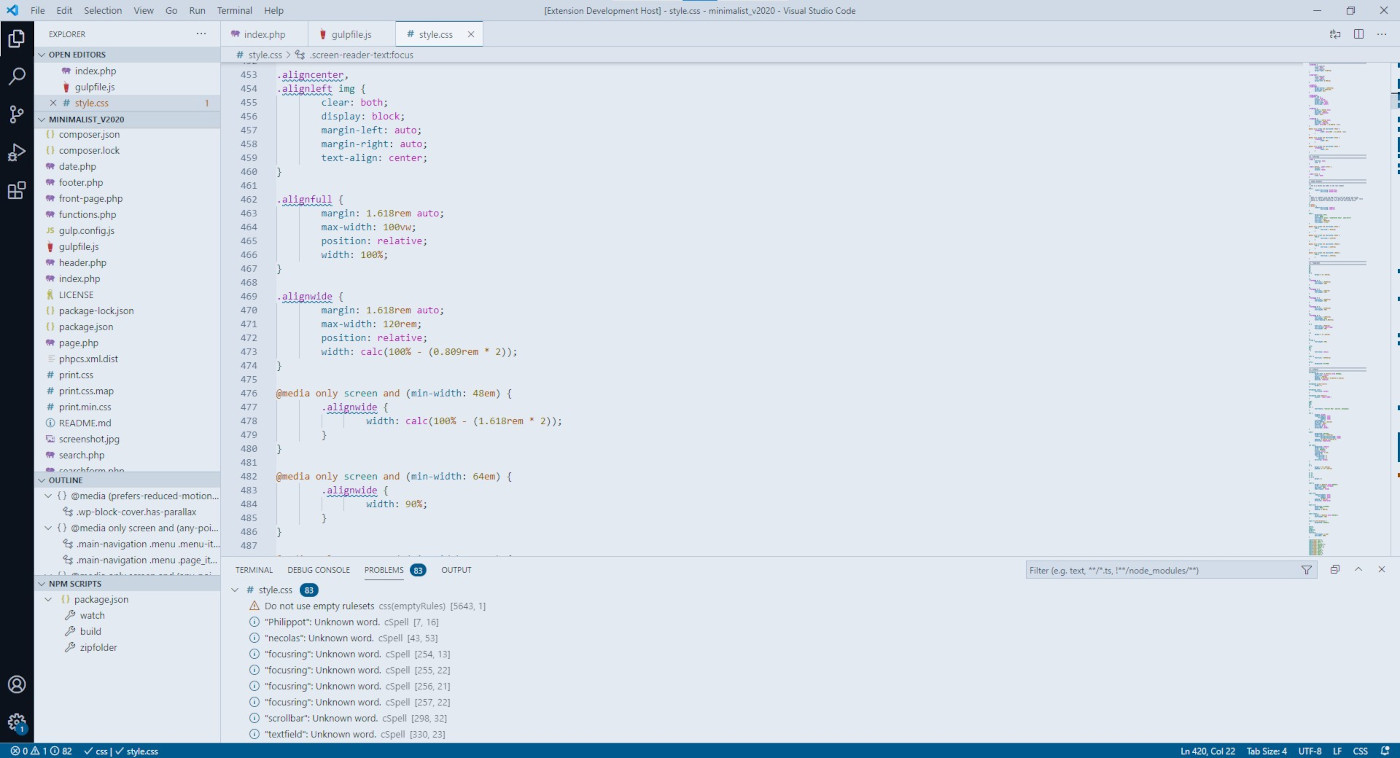 File Edit Selection View Go Run Terminal Help [Extension Development Host] - style.css - minimalist_v2020 - Visual Studio Code
EXPLORER
OPEN EDITORS
index.php
gulpfile.js
style.css 1
MINIMALIST_V2020
composer.json
composer.lock
date.php
footer.php
front-page.php
functions.php
gulp.config.js
gulpfile.js
header.php
index.php
LICENSE
package-lock.json
package.json
page.php
phpcs.xml.dist
print.css
print.css.map
print.min.css
README.md
screenshot.jpg
search.php
searchform.php
OUTLINE
{} @media (prefers-reduced-motion...
.wp-block-cover.has-parallax
{} @media only screen and (any-poi...
.main-navigation .menu .menu-it...
.main-navigation .menu .page_it...
NPM SCRIPTS
package.json
watch
build
zipfolder
index.php gulpfile.js # style.css
# style.css > .screen-reader-text:focus
453 .aligncenter,
454 .alignleft img {
455 clear: both;
456 display: block;
457 margin-left: auto;
458 margin-right: auto;
459 text-align: center;
460 }
461
462 .alignfull {
463 margin: 1.618rem auto;
464 max-width: 100vw;
465 position: relative;
466 width: 100%;
467 }
468
469 .alignwide {
470 margin: 1.618rem auto;
471 max-width: 120rem;
472 position: relative;
473 width: calc(100% - (0.809rem * 2));
474 }
475
476 @media only screen and (min-width: 48em) {
477 .alignwide {
478 width: calc(100% - (1.618rem * 2));
479 }
480 }
481
482 @media only screen and (min-width: 64em) {
483 .alignwide {
484 width: 90%;
485 }
486 }
487
TERMINAL DEBUG CONSOLE PROBLEMS 83 OUTPUT
Filter (e.g. text, **/*.ts, !**/node_modules/**)
# style.css 83
Do not use empty rulesets css(emptyRules) [5643, 1]
"Philippot": Unknown word. cSpell [7, 16]
"necolas": Unknown word. cSpell [43, 53]
"focusring": Unknown word. cSpell [254, 13]
"focusring": Unknown word. cSpell [255, 22]
"focusring": Unknown word. cSpell [256, 21]
"focusring": Unknown word. cSpell [257, 22]
"scrollbar": Unknown word. cSpell [298, 32]
"textfield": Unknown word. cSpell [330, 23]
1
0 1 82 ✓ css | ✓ style.css Ln 420, Col 22 Tab Size: 4 UTF-8 LF CSS